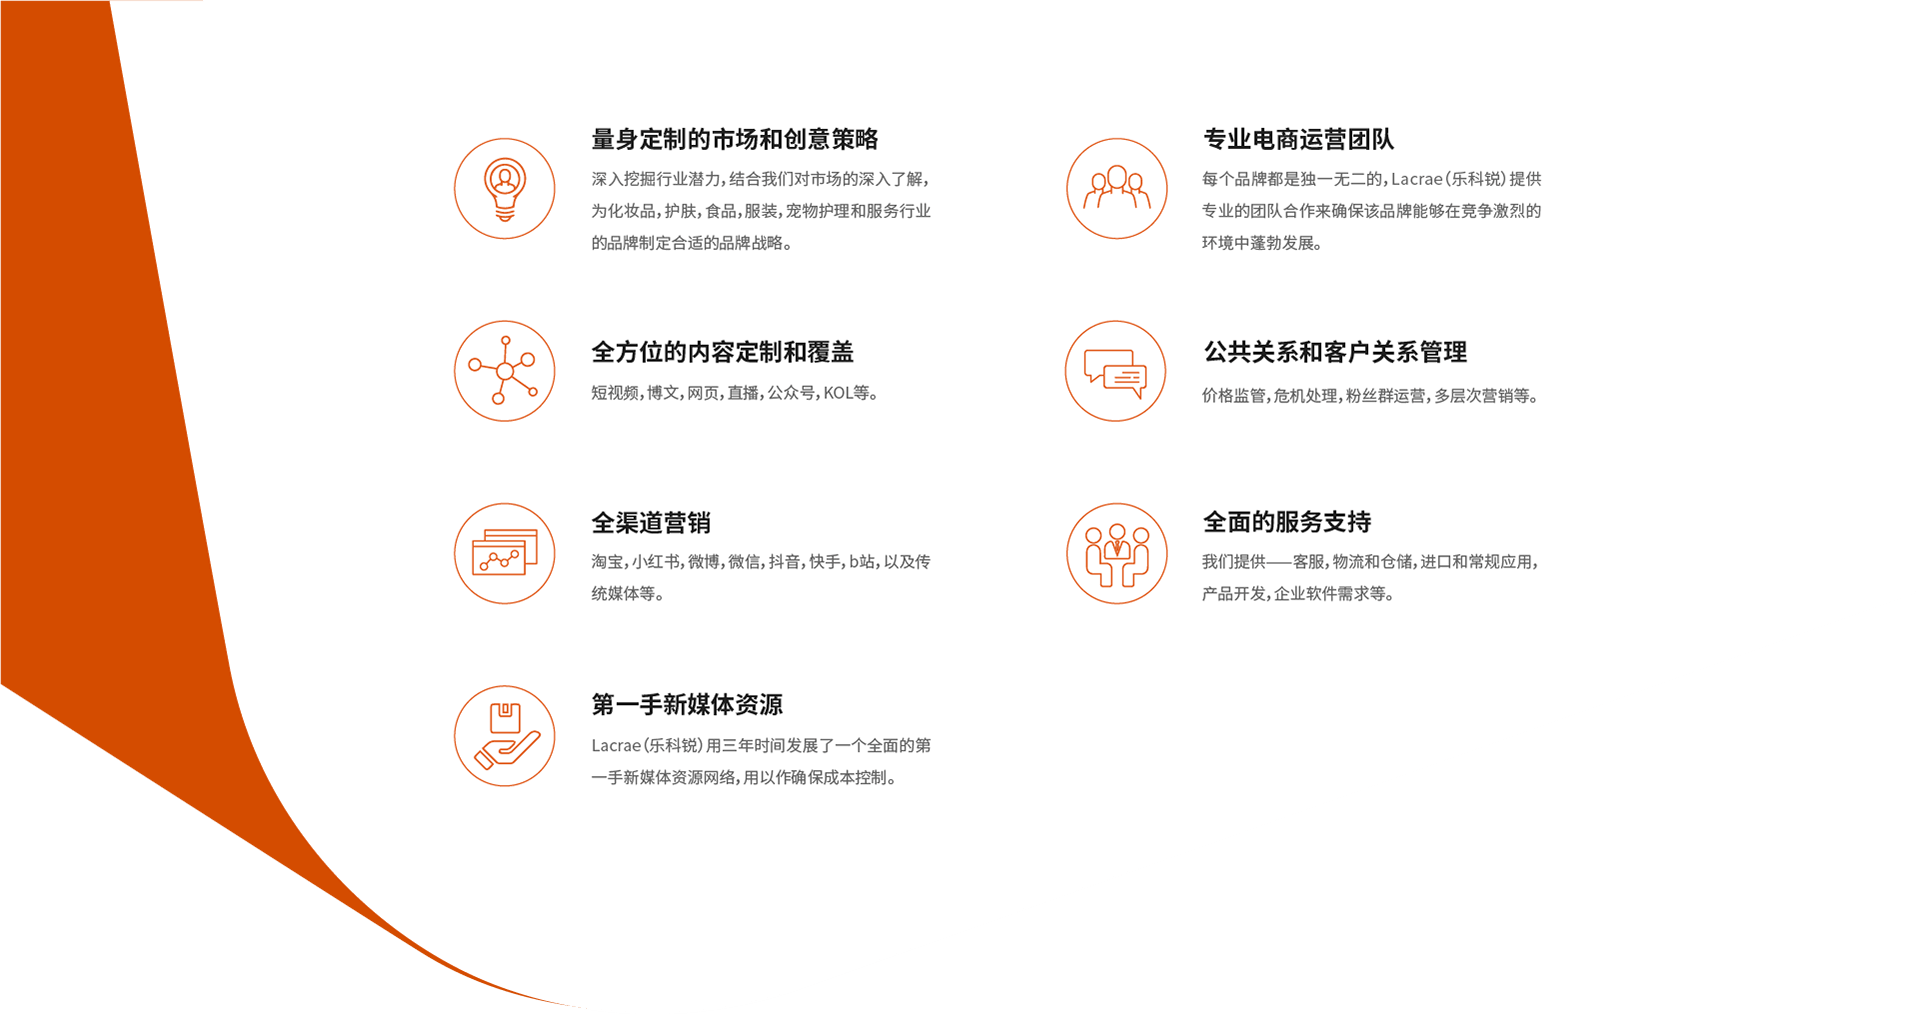 量身定制的市场和创意策略
深入挖掘行业潜力，结合我们对市场的深入了解，
为化妆品，护肤，食品，服装，宠物护理和服务行业
的品牌制定合适的品牌战略。
专业电商运营团队
每个品牌都是独一无二的，Lacrae（乐科锐）提供
专业的团队合作来确保该品牌能够在竞争激烈的
环境中蓬勃发展。
全方位的内容定制和覆盖
短视频，博文，网页，直播，公众号，KOL等。
公共关系和客户关系管理
价格监管，危机处理，粉丝群运营，多层次营销等。
全渠道营销
淘宝，小红书，微博，微信，抖音，快手，b站，以及传
统媒体等。
全面的服务支持
我们提供——客服，物流和仓储，进口和常规应用，
产品开发，企业软件需求等。
第一手新媒体资源
Lacrae（乐科锐）用三年时间发展了一个全面的第
一手新媒体资源网络，用以作确保成本控制。